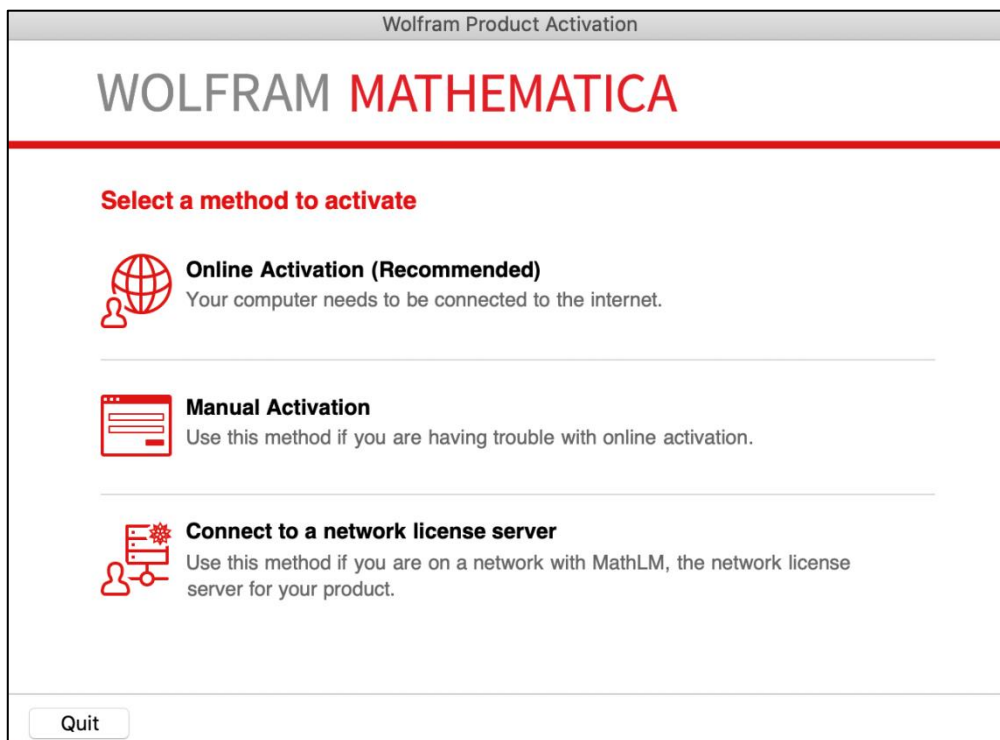 Wolfram Product Activation
WOLFRAM MATHEMATICA
Select a method to activate
Online Activation (Recommended)
Your computer needs to be connected to the internet.
Manual Activation
Use this method if you are having trouble with online activation.
Connect to a network license server
Use this method if you are on a network with MathLM, the network license
server for your product.
Quit